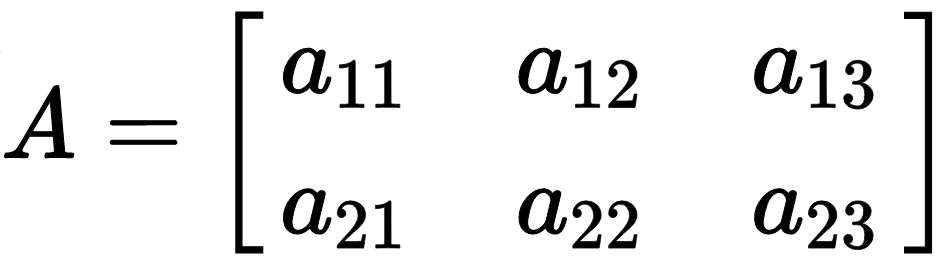 A = [ a₁₁ a₁₂ a₁₃
a₂₁ a₂₂ a₂₃ ]